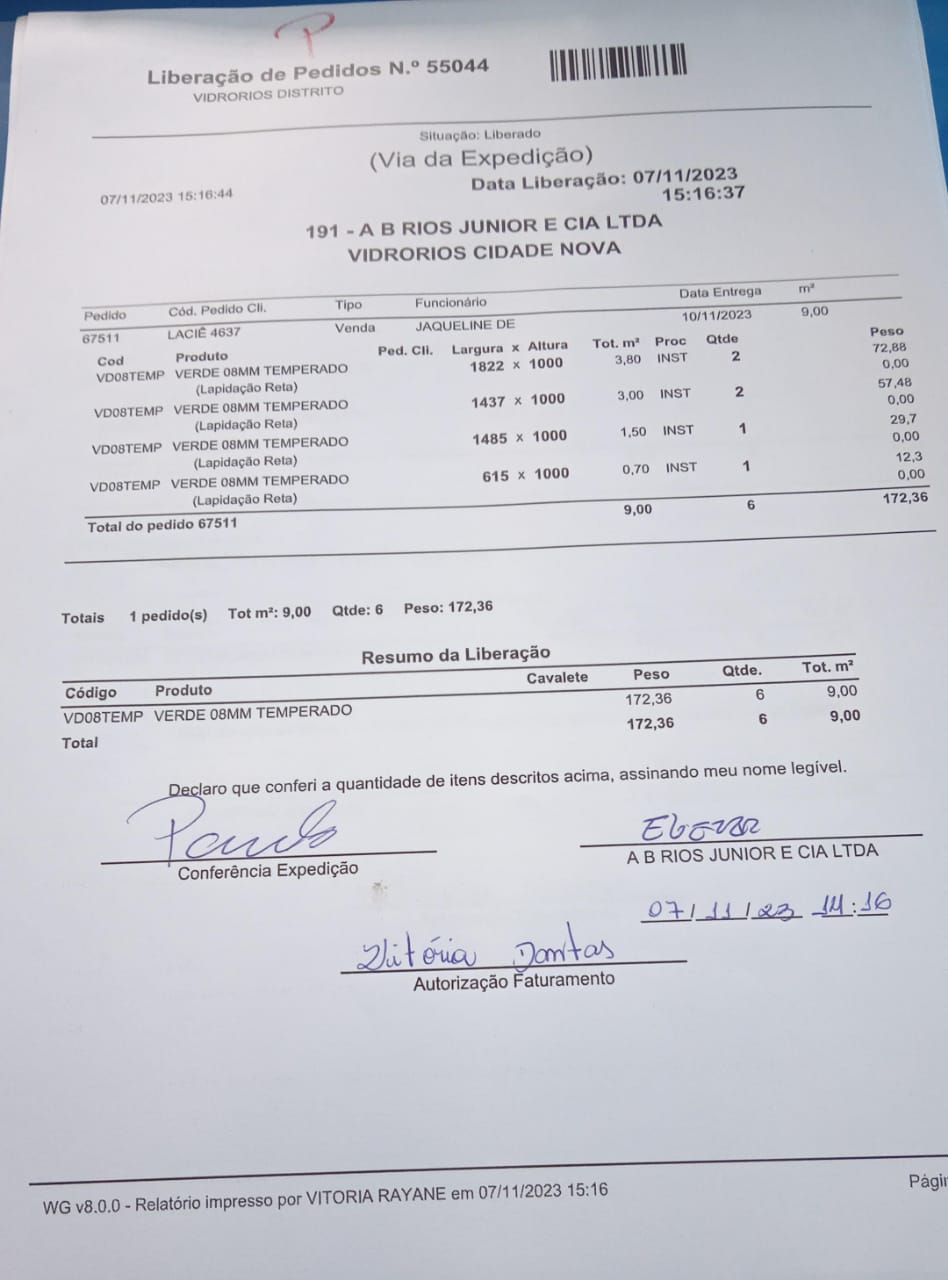 P
Liberação de Pedidos N.º 55044
VIDRORIOS DISTRITO
Situação: Liberado
(Via da Expedição)
07/11/2023 15:16:44 Data Liberação: 07/11/2023
15:16:37
191 - A B RIOS JUNIOR E CIA LTDA
VIDRORIOS CIDADE NOVA
Pedido Cód. Pedido Cli. Tipo Funcionário Data Entrega m²
67511 LACIÊ 4637 Venda JAQUELINE DE 10/11/2023 9,00
Cod Produto Ped. Cli. Largura x Altura Tot. m² Proc Qtde Peso
VD08TEMP VERDE 08MM TEMPERADO 1822 x 1000 3,80 INST 2 72,88
(Lapidação Reta) 0,00
VD08TEMP VERDE 08MM TEMPERADO 1437 x 1000 3,00 INST 2 57,48
(Lapidação Reta) 0,00
VD08TEMP VERDE 08MM TEMPERADO 1485 x 1000 1,50 INST 1 29,7
(Lapidação Reta) 0,00
VD08TEMP VERDE 08MM TEMPERADO 615 x 1000 0,70 INST 1 12,3
(Lapidação Reta) 0,00
Total do pedido 67511 9,00 6 172,36
Totais 1 pedido(s) Tot m²: 9,00 Qtde: 6 Peso: 172,36
Resumo da Liberação
Código Produto Cavalete Peso Qtde. Tot. m²
VD08TEMP VERDE 08MM TEMPERADO 172,36 6 9,00
Total 172,36 6 9,00
Declaro que conferi a quantidade de itens descritos acima, assinando meu nome legível.
Conferência Expedição A B RIOS JUNIOR E CIA LTDA
07/11/23 14:16
Vitória Dantas
Autorização Faturamento
WG v8.0.0 - Relatório impresso por VITORIA RAYANE em 07/11/2023 15:16 Págin